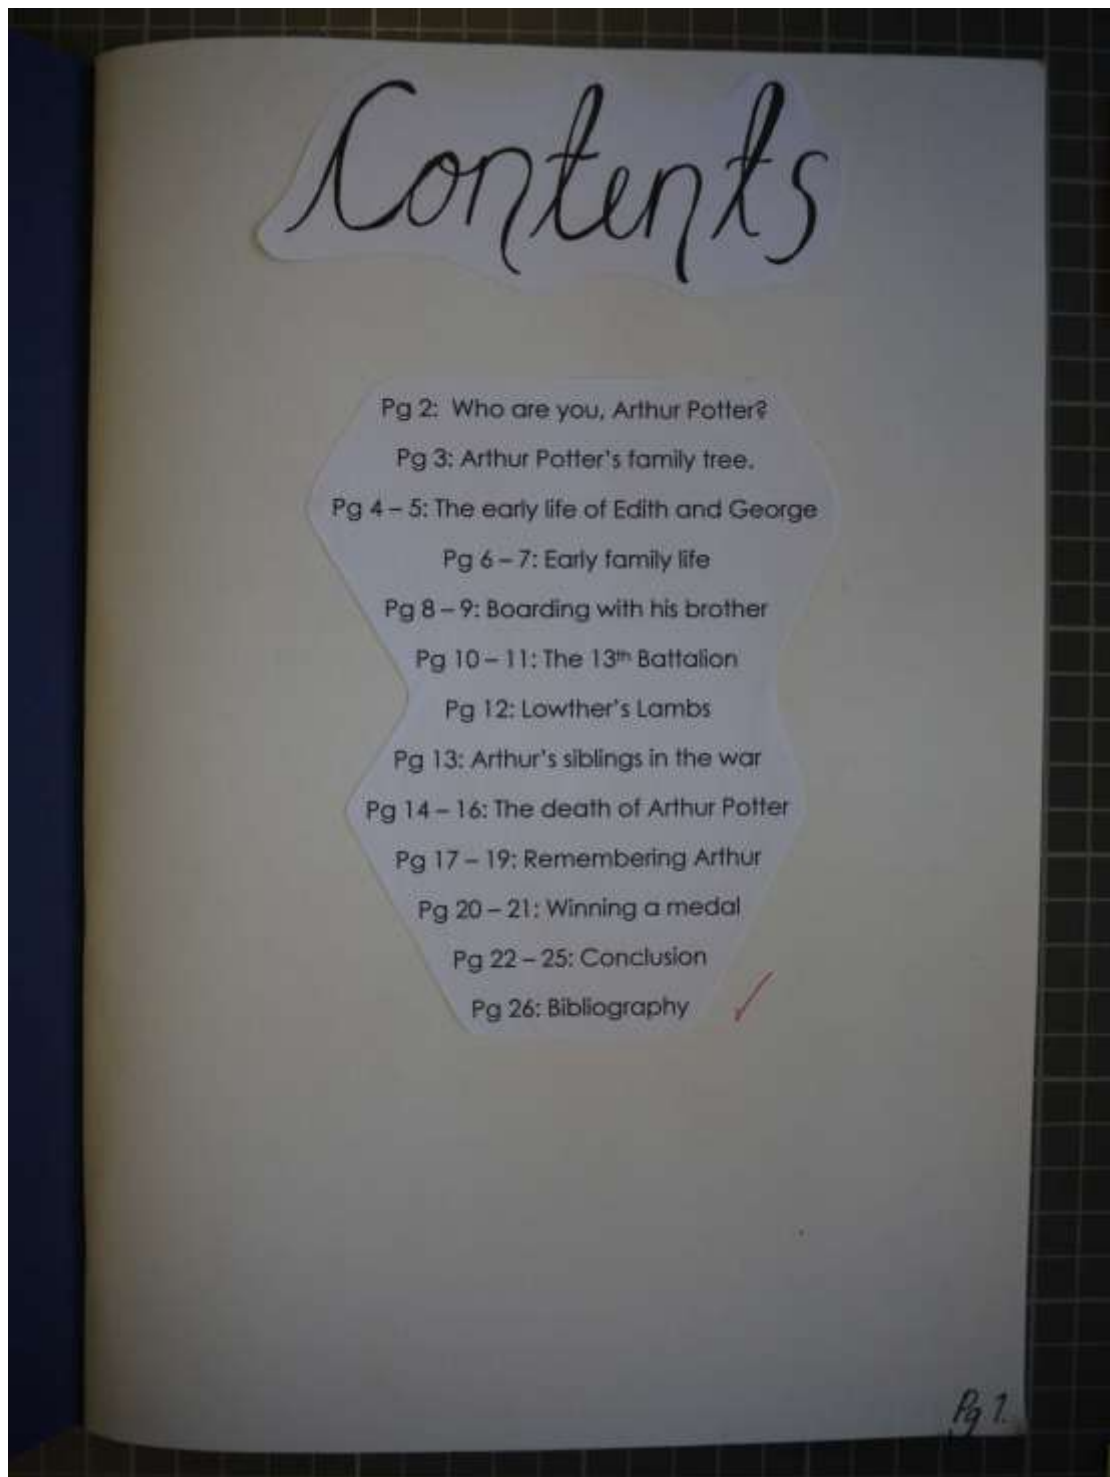 Contents
Pg 2: Who are you, Arthur Potter?
Pg 3: Arthur Potter's family tree.
Pg 4 – 5: The early life of Edith and George
Pg 6 – 7: Early family life
Pg 8 – 9: Boarding with his brother
Pg 10 – 11: The 13th Battalion
Pg 12: Lowther's Lambs
Pg 13: Arthur's siblings in the war
Pg 14 – 16: The death of Arthur Potter
Pg 17 – 19: Remembering Arthur
Pg 20 – 21: Winning a medal
Pg 22 – 25: Conclusion
Pg 26: Bibliography
Pg 1.